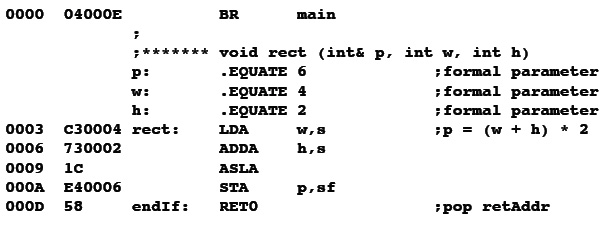 0000  04000E           BR      main
                ;
                ;******* void rect (int& p, int w, int h)
                p:       .EQUATE 6               ;formal parameter
                w:       .EQUATE 4               ;formal parameter
                h:       .EQUATE 2               ;formal parameter
0003  C30004 rect:     LDA     w,s             ;p = (w + h) * 2
0006  730002           ADDA    h,s
0009  1C               ASLA
000A  E40006           STA     p,sf
000D  58     endIf:    RET0                    ;pop retAddr